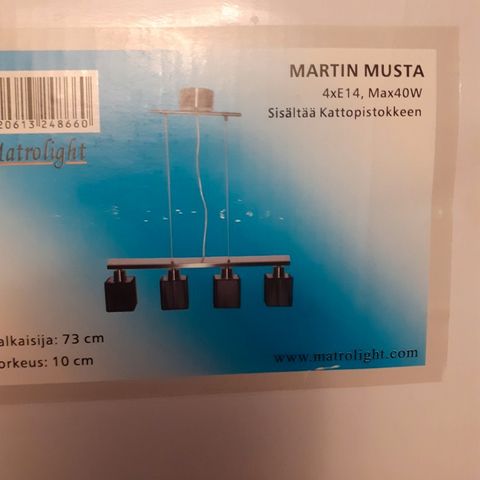 MARTIN MUSTA
4xE14, Max40W
Sisältää Kattopistokkeen
20613 248660
Matrolight
alkaisija: 73 cm
orkeus: 10 cm
www.matrolight.com